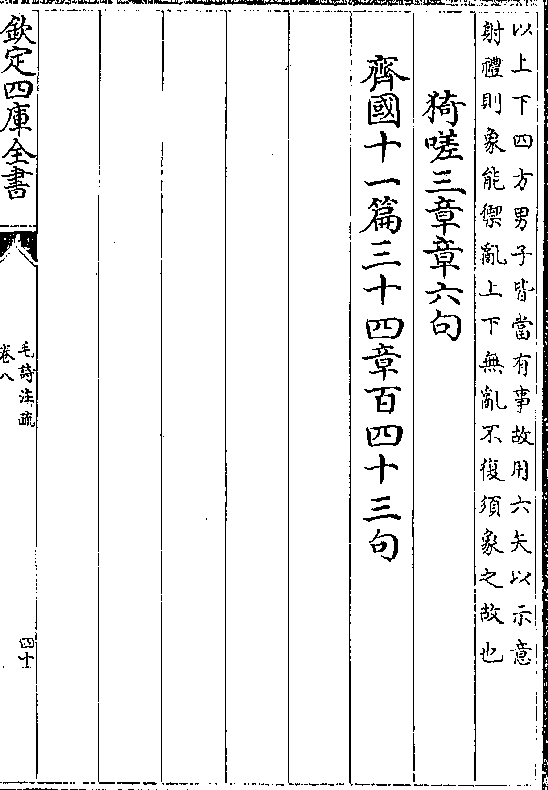 以上下四方男子皆當有事故用六矢以示意
射禮則象能禦亂上下無亂不復須象之故也
猗嗟三章章六句
齊國十一篇三十四章百四十三句
欽定四庫全書
毛詩注疏
卷八
四十